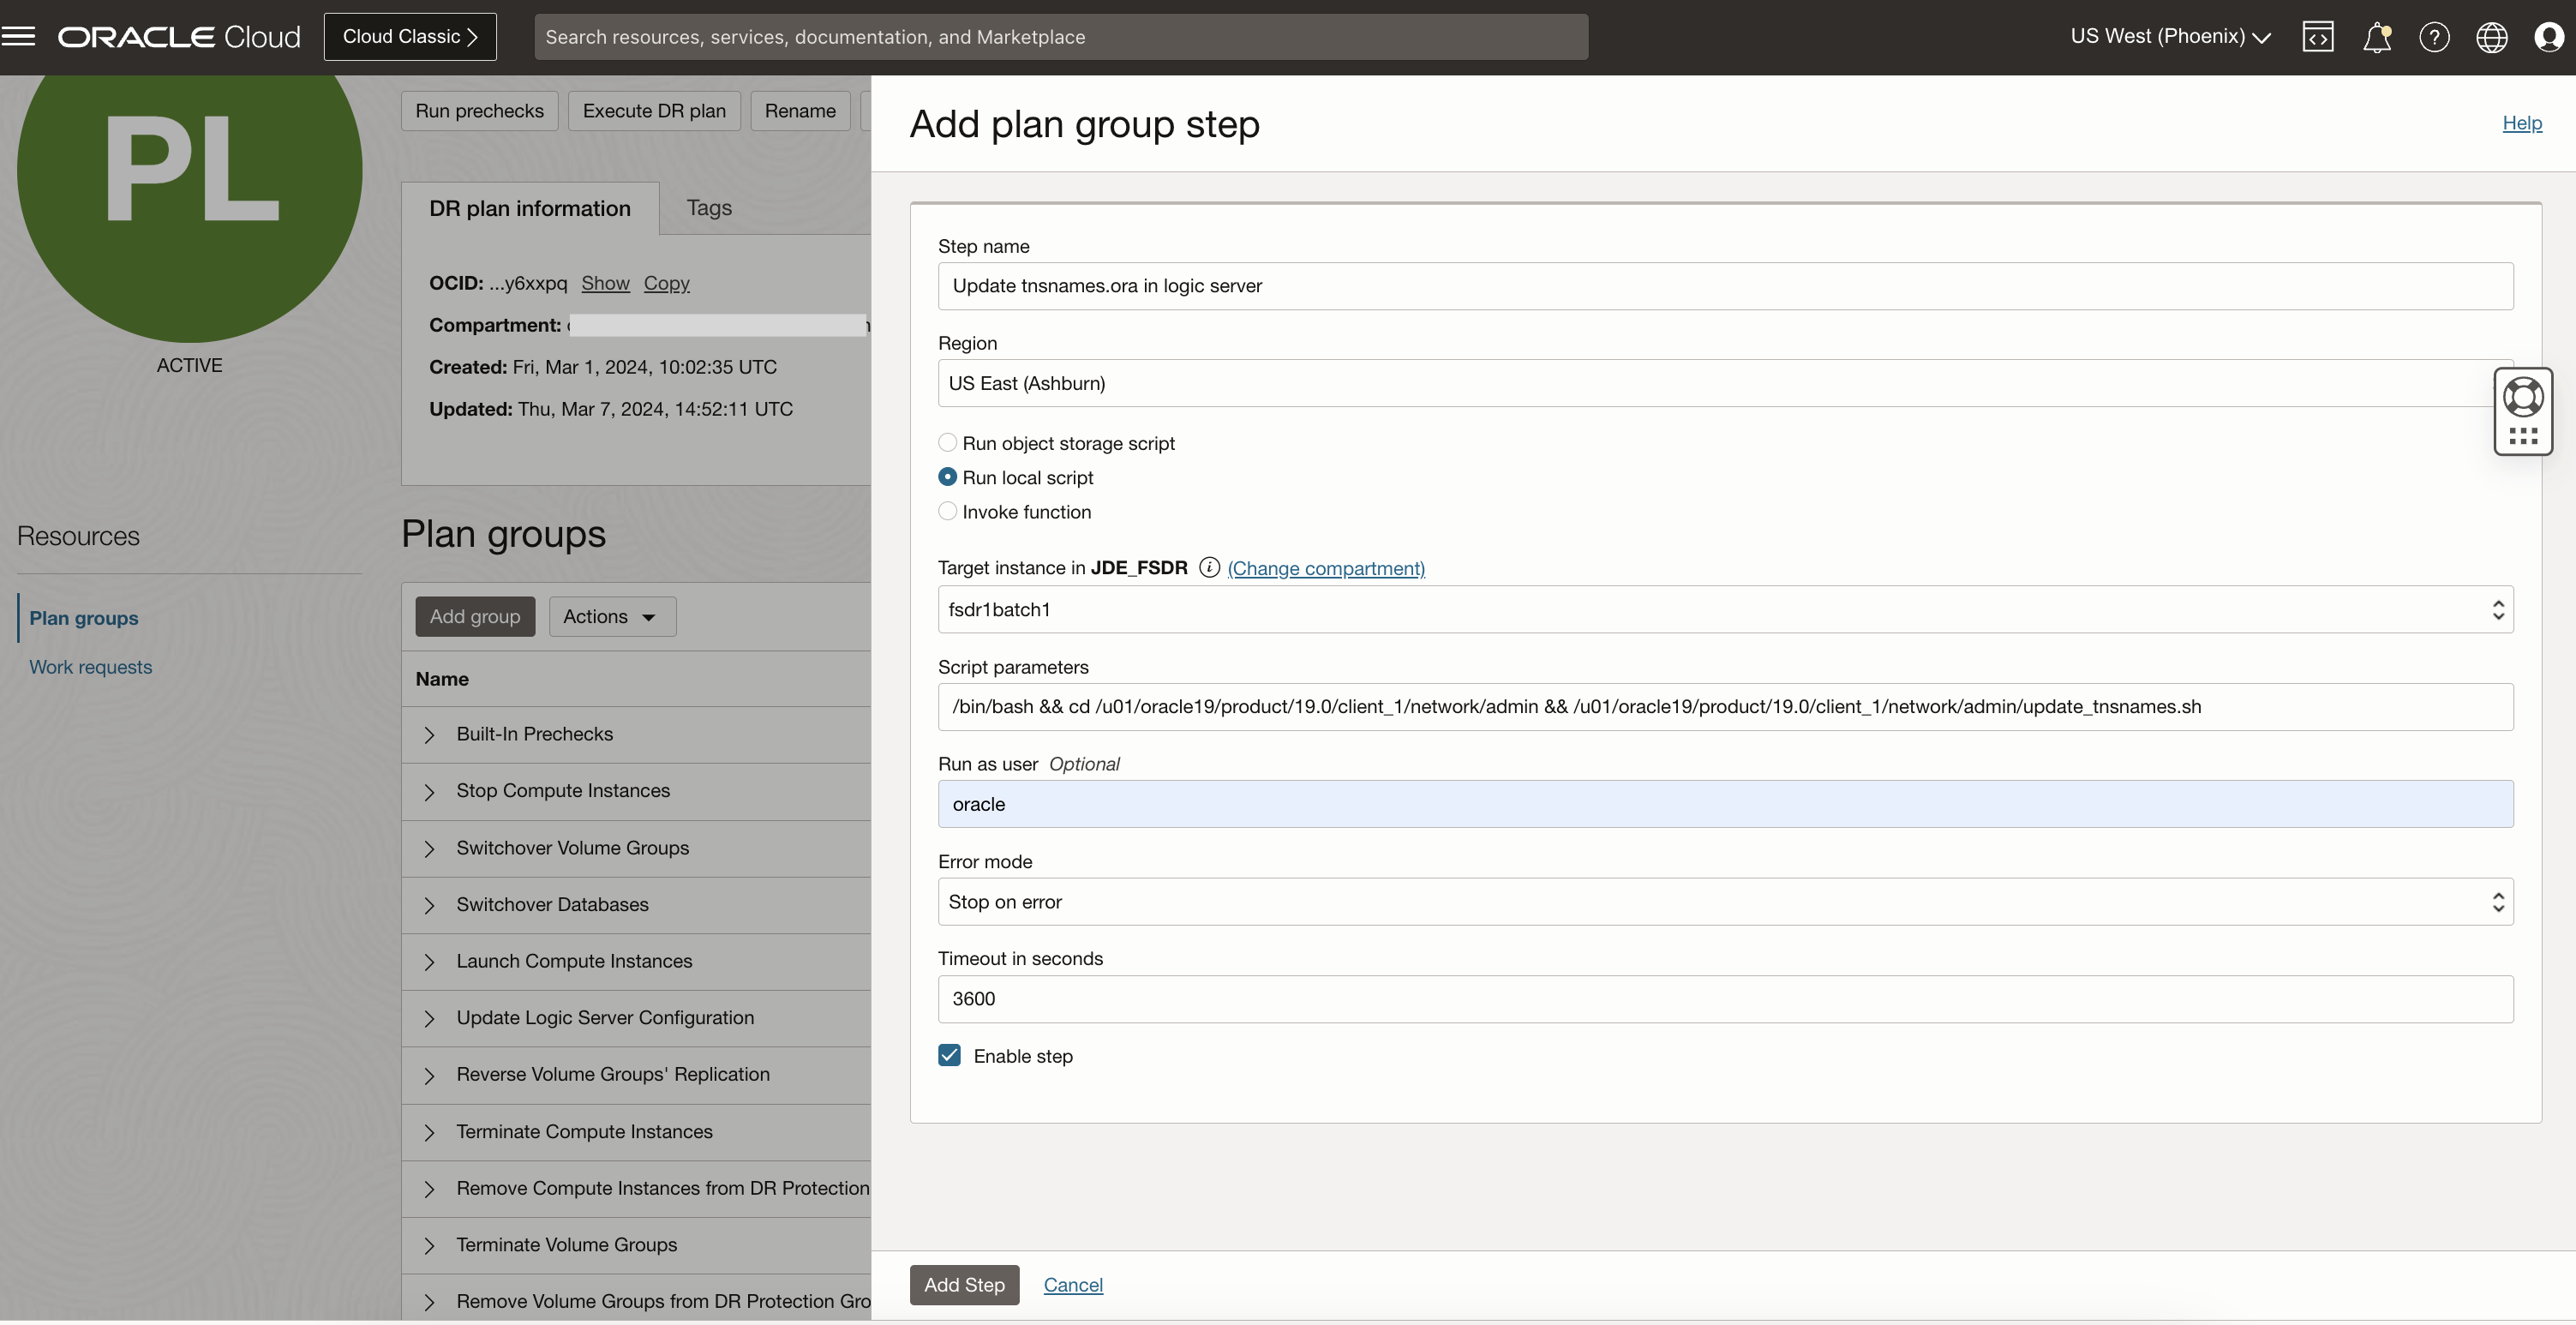 ORACLE Cloud
Cloud Classic
Search resources, services, documentation, and Marketplace
US West (Phoenix)
PL
ACTIVE
Resources
Plan groups
Work requests
Run prechecks
Execute DR plan
Rename
DR plan information
Tags
OCID: ...y6xxpq Show Copy
Compartment:
Created: Fri, Mar 1, 2024, 10:02:35 UTC
Updated: Thu, Mar 7, 2024, 14:52:11 UTC
Plan groups
Add group
Actions
Name
Built-In Prechecks
Stop Compute Instances
Switchover Volume Groups
Switchover Databases
Launch Compute Instances
Update Logic Server Configuration
Reverse Volume Groups' Replication
Terminate Compute Instances
Remove Compute Instances from DR Protection
Terminate Volume Groups
Remove Volume Groups from DR Protection Gro
Add plan group step
Help
Step name
Update tnsnames.ora in logic server
Region
US East (Ashburn)
Run object storage script
Run local script
Invoke function
Target instance in JDE_FSDR (Change compartment)
fsdr1batch1
Script parameters
/bin/bash && cd /u01/oracle19/product/19.0/client_1/network/admin && /u01/oracle19/product/19.0/client_1/network/admin/update_tnsnames.sh
Run as user Optional
oracle
Error mode
Stop on error
Timeout in seconds
3600
Enable step
Add Step
Cancel